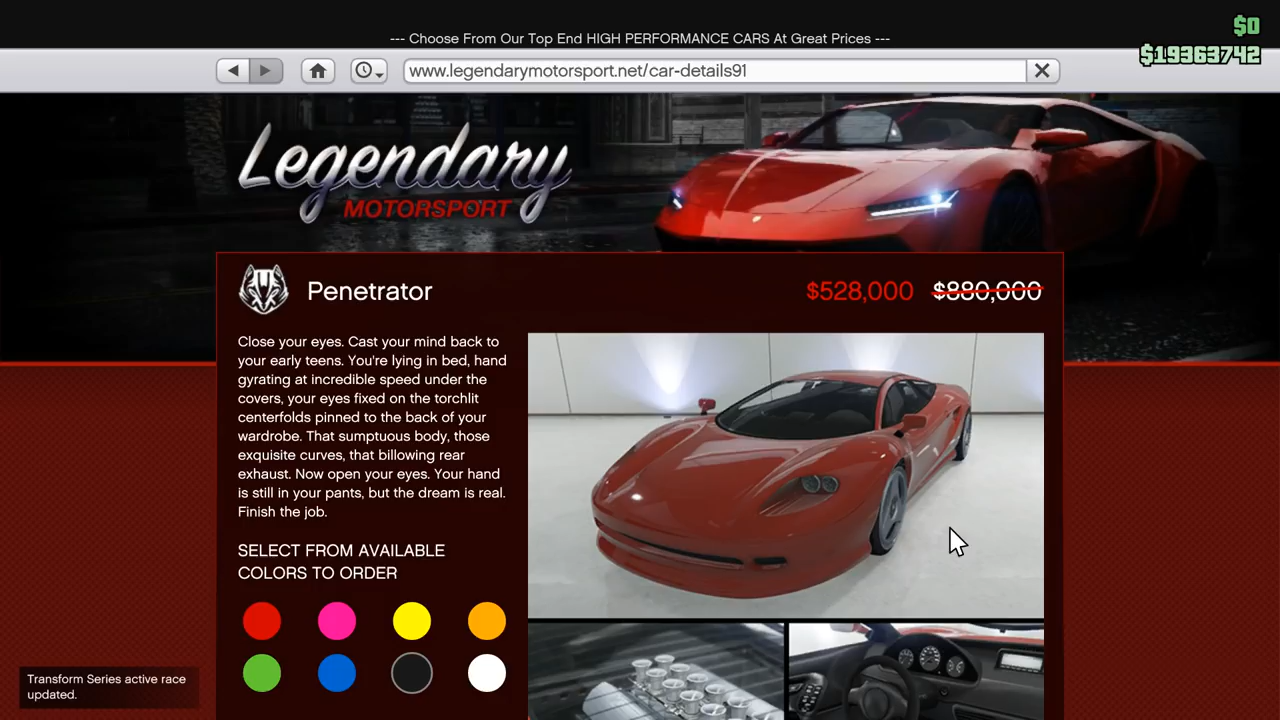 --- Choose From Our Top End HIGH PERFORMANCE CARS At Great Prices ---
$0
$19363742
www.legendarymotorsport.net/car-details91
Legendary
MOTORSPORT
Penetrator
$528,000 $880,000
Close your eyes. Cast your mind back to
your early teens. You're lying in bed, hand
gyrating at incredible speed under the
covers, your eyes fixed on the torchlit
centerfolds pinned to the back of your
wardrobe. That sumptuous body, those
exquisite curves, that billowing rear
exhaust. Now open your eyes. Your hand
is still in your pants, but the dream is real.
Finish the job.
SELECT FROM AVAILABLE
COLORS TO ORDER
Transform Series active race
updated.